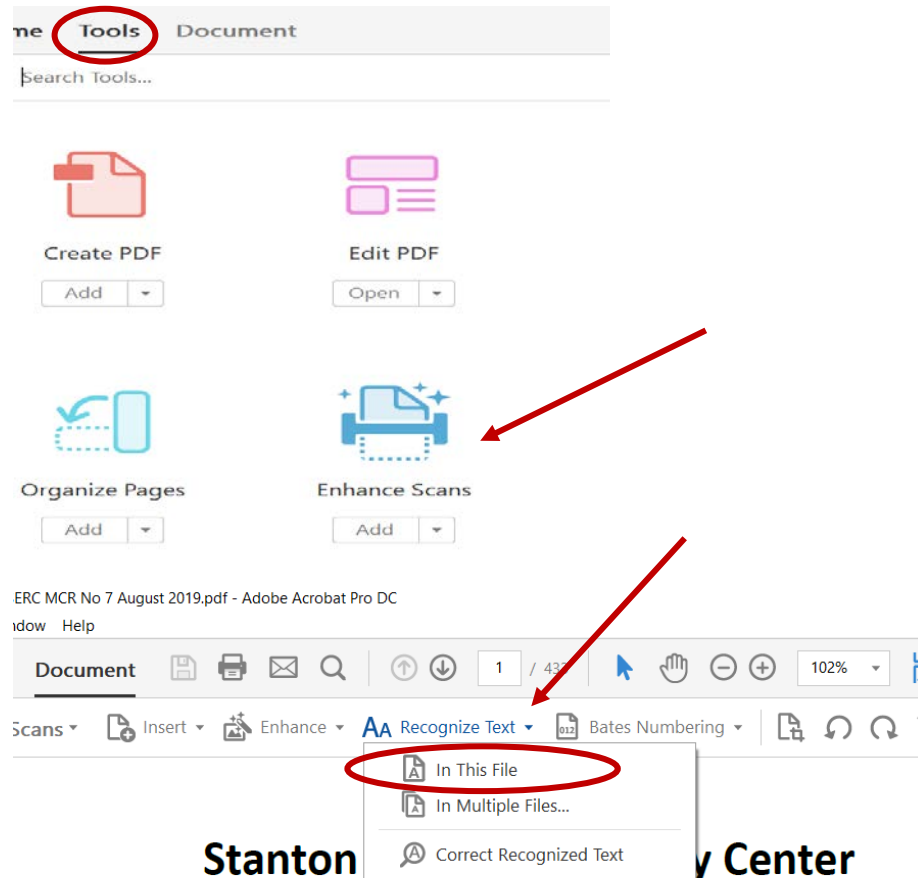 me Tools Document
Search Tools...
Create PDF Edit PDF
Add Open
Organize Pages Enhance Scans
Add Add
ERC MCR No 7 August 2019.pdf - Adobe Acrobat Pro DC
ndow Help
Document 1 / 102%
Scans Insert Enhance AA Recognize Text 012 Bates Numbering
A In This File
A In Multiple Files...
A Correct Recognized Text
Stanton y Center